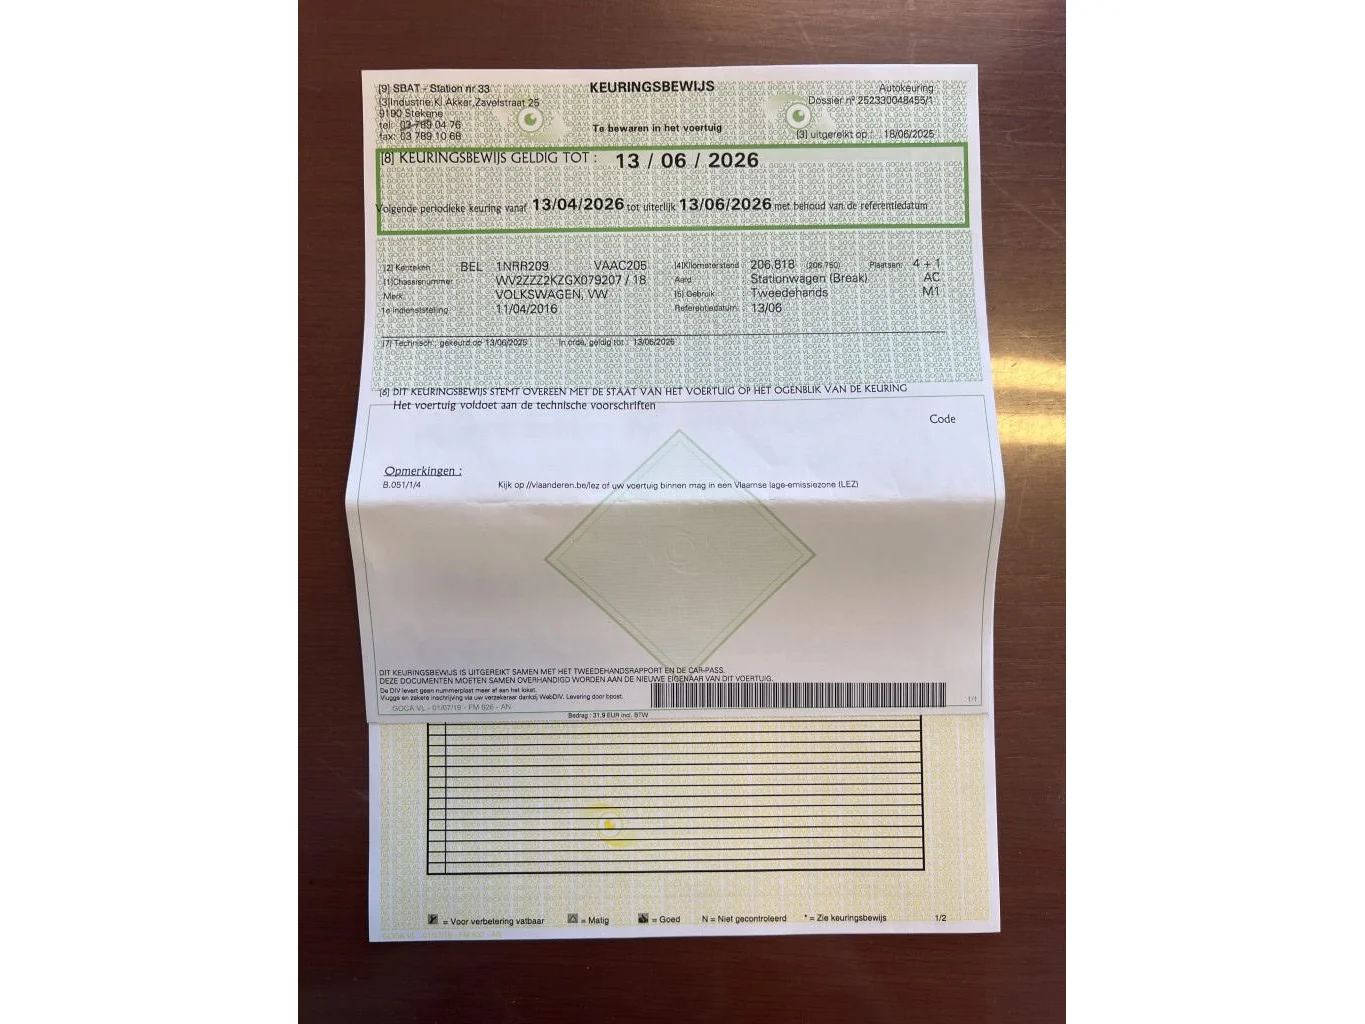 [9] SBAT - Station nr 33
KEURINGSBEWIJS
Autokeuring
[3] Industrie.Kl.Akker,Zavelstraat 25
Dossier nº 252330048455/1
9190 Stekene
tel: 03 789 04 76
Te bewaren in het voertuig
fax: 03 789 10 68
[3] uitgereikt op : 18/06/2025
[8] KEURINGSBEWIJS GELDIG TOT : 13 / 06 / 2026
Volgende periodieke keuring vanaf 13/04/2026 tot uiterlijk 13/06/2026 met behoud van de referentiedatum
[2] Kenteken BEL 1NRR209 VAAC205 [4] Kilometerstand 206.818 (206.760) Plaatsen: 4 + 1
[1] Chassisnummer WV2ZZZ2KZGX079207 / 18 Aard Stationwagen (Break) AC
Merk VOLKSWAGEN, VW [5] Gebruik Tweedehands M1
1e Indienststelling 11/04/2016 Referentiedatum 13/06
[7] Technisch : gekeurd op 13/06/2025 In orde, geldig tot : 13/06/2026
[6] DIT KEURINGSBEWIJS STEMT OVEREEN MET DE STAAT VAN HET VOERTUIG OP HET OGENBLIK VAN DE KEURING
Het voertuig voldoet aan de technische voorschriften
Code
Opmerkingen :
B.051/1/4 Kijk op //vlaanderen.be/lez of uw voertuig binnen mag in een Vlaamse lage-emissiezone (LEZ)
DIT KEURINGSBEWIJS IS UITGEREIKT SAMEN MET HET TWEEDEHANDSRAPPORT EN DE CAR-PASS.
DEZE DOCUMENTEN MOETEN SAMEN OVERHANDIGD WORDEN AAN DE NIEUWE EIGENAAR VAN DIT VOERTUIG.
De DIV levert geen nummerplaat meer af aan het loket.
Vlugge en zekere inschrijving via uw verzekeraar dankzij WebDIV. Levering door bpost.
1/1
GOCA VL - 01/07/19 - FM 626 - AN
Bedrag : 31,9 EUR incl. BTW
= Voor verbetering vatbaar = Matig = Goed N = Niet gecontroleerd * = Zie keuringsbewijs 1/2